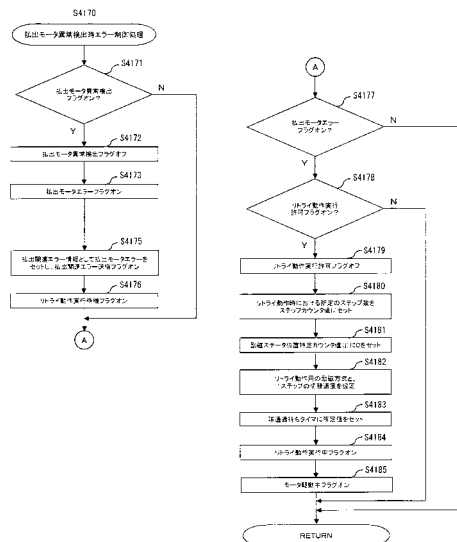 S4170
払出モータ異常検出時エラー制御処理
S4171
払出モータ異常検出
フラグオン?
N
Y
S4172
払出モータ異常検出フラグオフ
S4173
払出モータエラーフラグオン
S4175
払出関連エラー情報として払出モータエラーを
セットし、払出関連エラー送信フラグオン
S4176
リトライ動作実行待機フラグオン
A
A
S4177
払出モータエラー
フラグオン?
N
Y
S4178
リトライ動作実行
許可フラグオン?
N
Y
S4179
リトライ動作実行許可フラグオフ
S4180
リトライ動作時における所定のステップ数を
ステップカウンタ値にセット
S4181
励磁ステータ位置特定カウンタ値に0をセット
S4182
リトライ動作用の励磁方式と、
1ステップの切替速度を設定
S4183
球通過待ちタイマに所定値をセット
S4184
リトライ動作実行中フラグオン
S4185
モータ駆動中フラグオン
RETURN